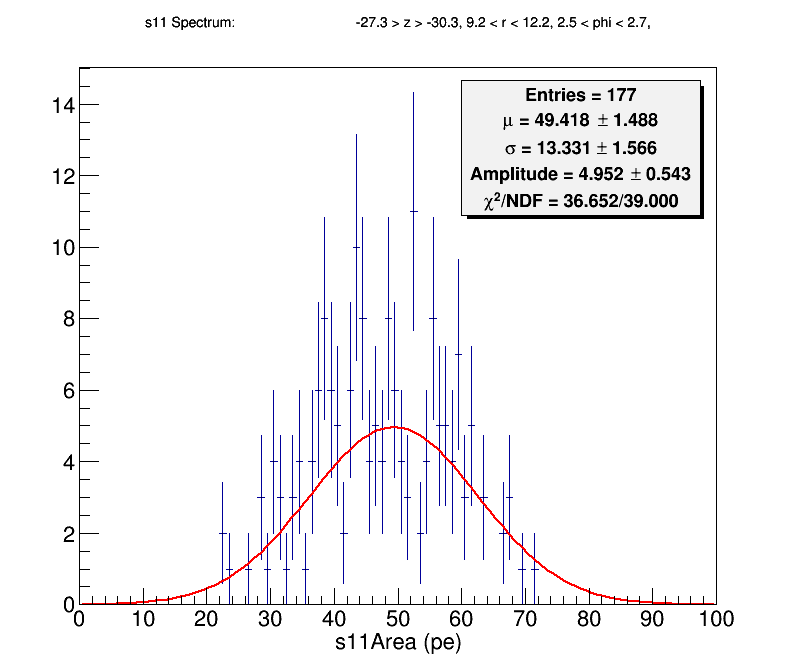 s11 Spectrum: -27.3 > z > -30.3, 9.2 < r < 12.2, 2.5 < phi < 2.7,
Entries = 177
μ = 49.418 ± 1.488
σ = 13.331 ± 1.566
Amplitude = 4.952 ± 0.543
χ²/NDF = 36.652/39.000
14
12
10
8
6
4
2
0
0 10 20 30 40 50 60 70 80 90 100
s11Area (pe)